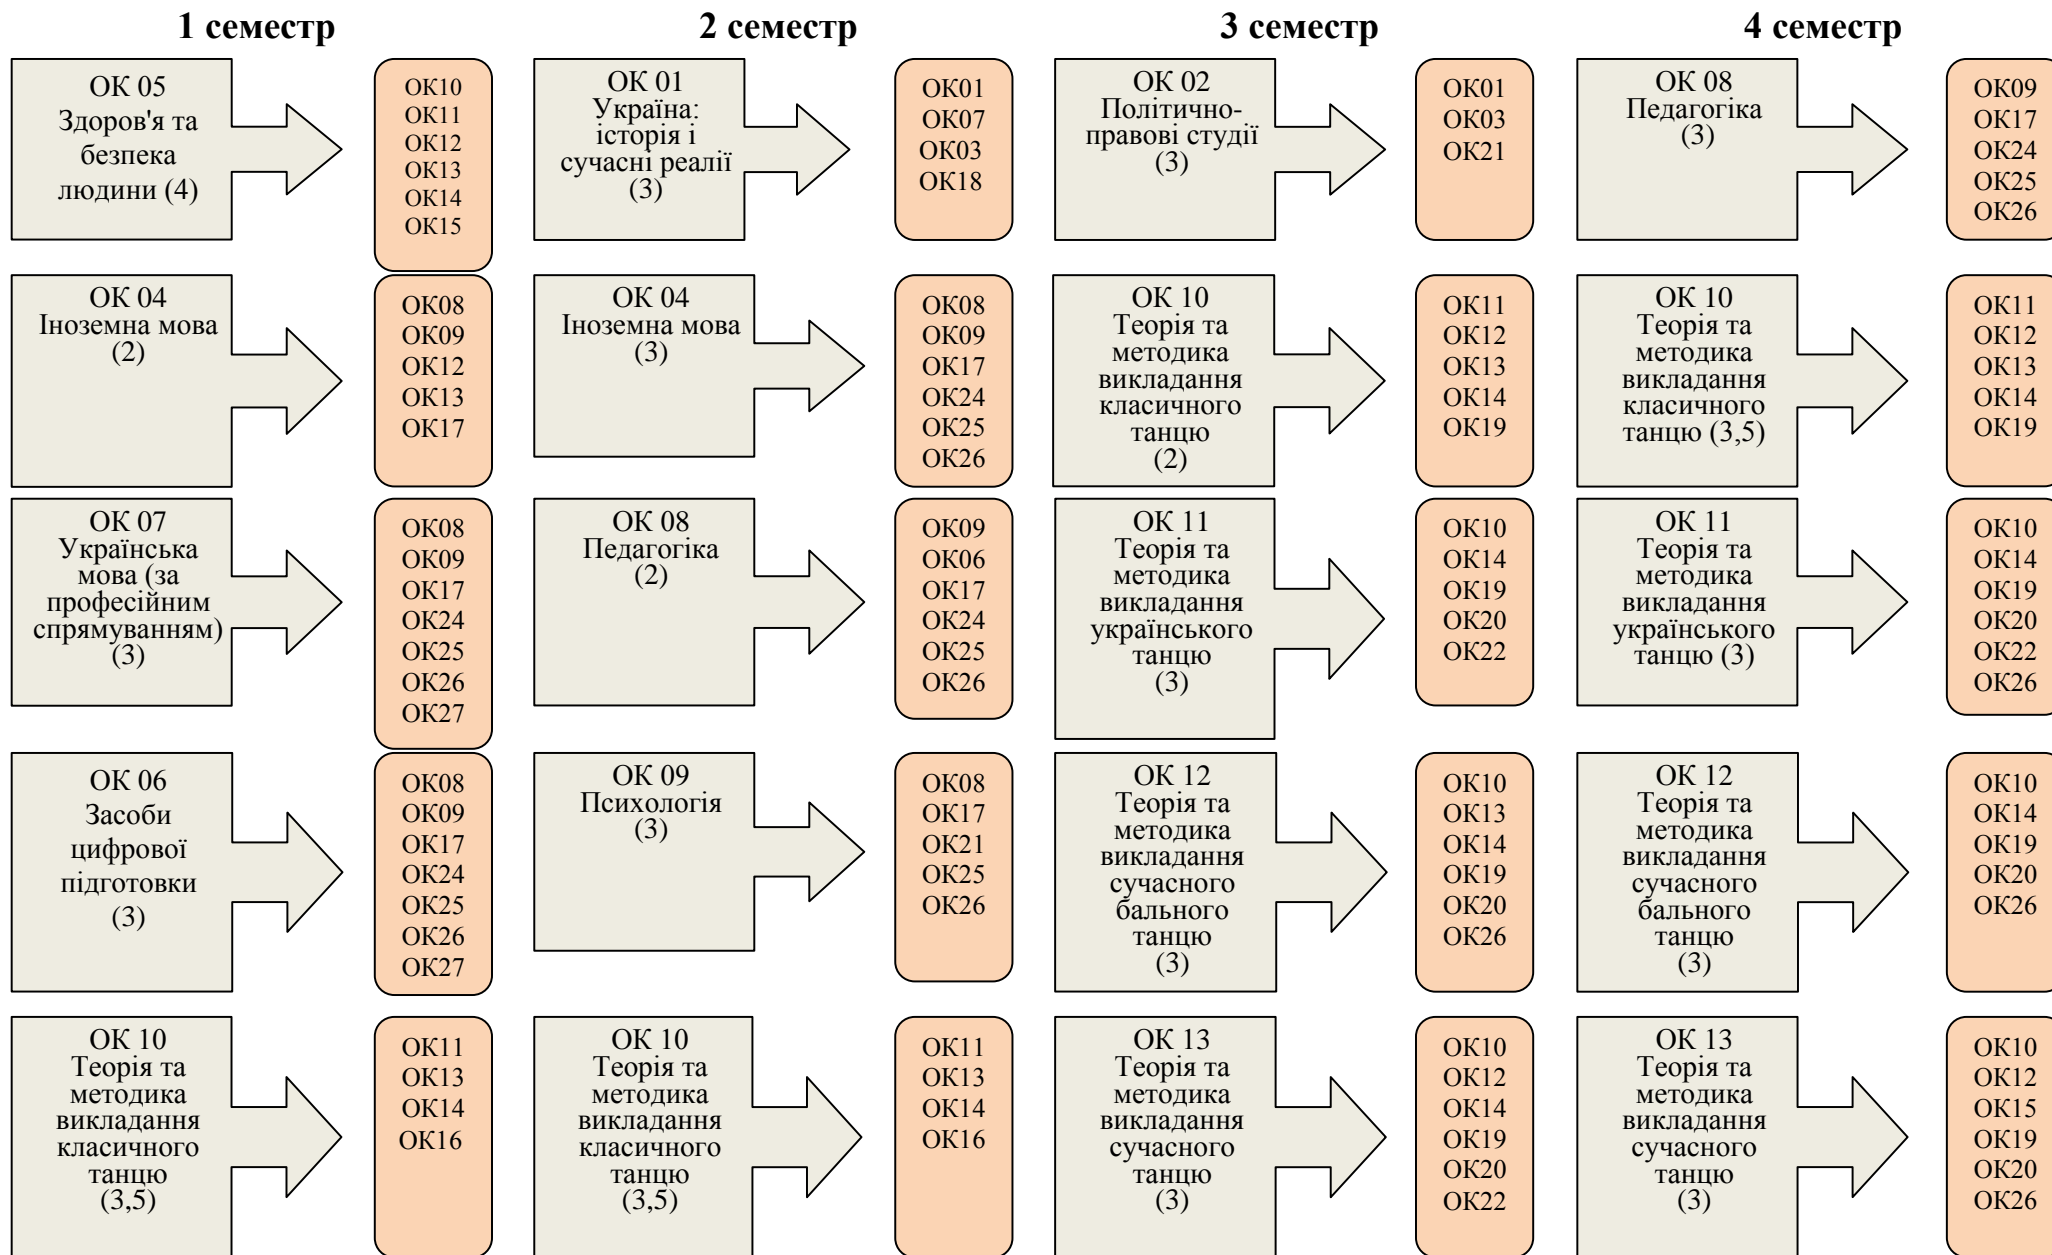 1 семестр
2 семестр
3 семестр
4 семестр
ОК 05
Здоров'я та
безпека
людини (4)
ОК10
ОК11
ОК12
ОК13
ОК14
ОК15
ОК 01
Україна:
історія і
сучасні реалії
(3)
ОК01
ОК07
ОК03
ОК18
ОК 02
Політично-
правові студії
(3)
ОК01
ОК03
ОК21
ОК 08
Педагогіка
(3)
ОК09
ОК17
ОК24
ОК25
ОК26
ОК 04
Іноземна мова
(2)
ОК08
ОК09
ОК12
ОК13
ОК17
ОК 04
Іноземна мова
(3)
ОК08
ОК09
ОК17
ОК24
ОК25
ОК26
ОК 10
Теорія та
методика
викладання
класичного
танцю
(2)
ОК11
ОК12
ОК13
ОК14
ОК19
ОК 10
Теорія та
методика
викладання
класичного
танцю (3,5)
ОК11
ОК12
ОК13
ОК14
ОК19
ОК 07
Українська
мова (за
професійним
спрямуванням)
(3)
ОК08
ОК09
ОК17
ОК24
ОК25
ОК26
ОК27
ОК 08
Педагогіка
(2)
ОК09
ОК06
ОК17
ОК24
ОК25
ОК26
ОК 11
Теорія та
методика
викладання
українського
танцю
(3)
ОК10
ОК14
ОК19
ОК20
ОК22
ОК 11
Теорія та
методика
викладання
українського
танцю (3)
ОК10
ОК14
ОК19
ОК20
ОК22
ОК26
ОК 06
Засоби
цифрової
підготовки
(3)
ОК08
ОК09
ОК17
ОК24
ОК25
ОК26
ОК27
ОК 09
Психологія
(3)
ОК08
ОК17
ОК21
ОК25
ОК26
ОК 12
Теорія та
методика
викладання
сучасного
бального
танцю
(3)
ОК10
ОК13
ОК14
ОК19
ОК20
ОК26
ОК 12
Теорія та
методика
викладання
сучасного
бального
танцю
(3)
ОК10
ОК14
ОК19
ОК20
ОК26
ОК 10
Теорія та
методика
викладання
класичного
танцю
(3,5)
ОК11
ОК13
ОК14
ОК16
ОК 10
Теорія та
методика
викладання
класичного
танцю
(3,5)
ОК11
ОК13
ОК14
ОК16
ОК 13
Теорія та
методика
викладання
сучасного
танцю
(3)
ОК10
ОК12
ОК14
ОК19
ОК20
ОК22
ОК 13
Теорія та
методика
викладання
сучасного
танцю
(3)
ОК10
ОК12
ОК15
ОК19
ОК20
ОК26